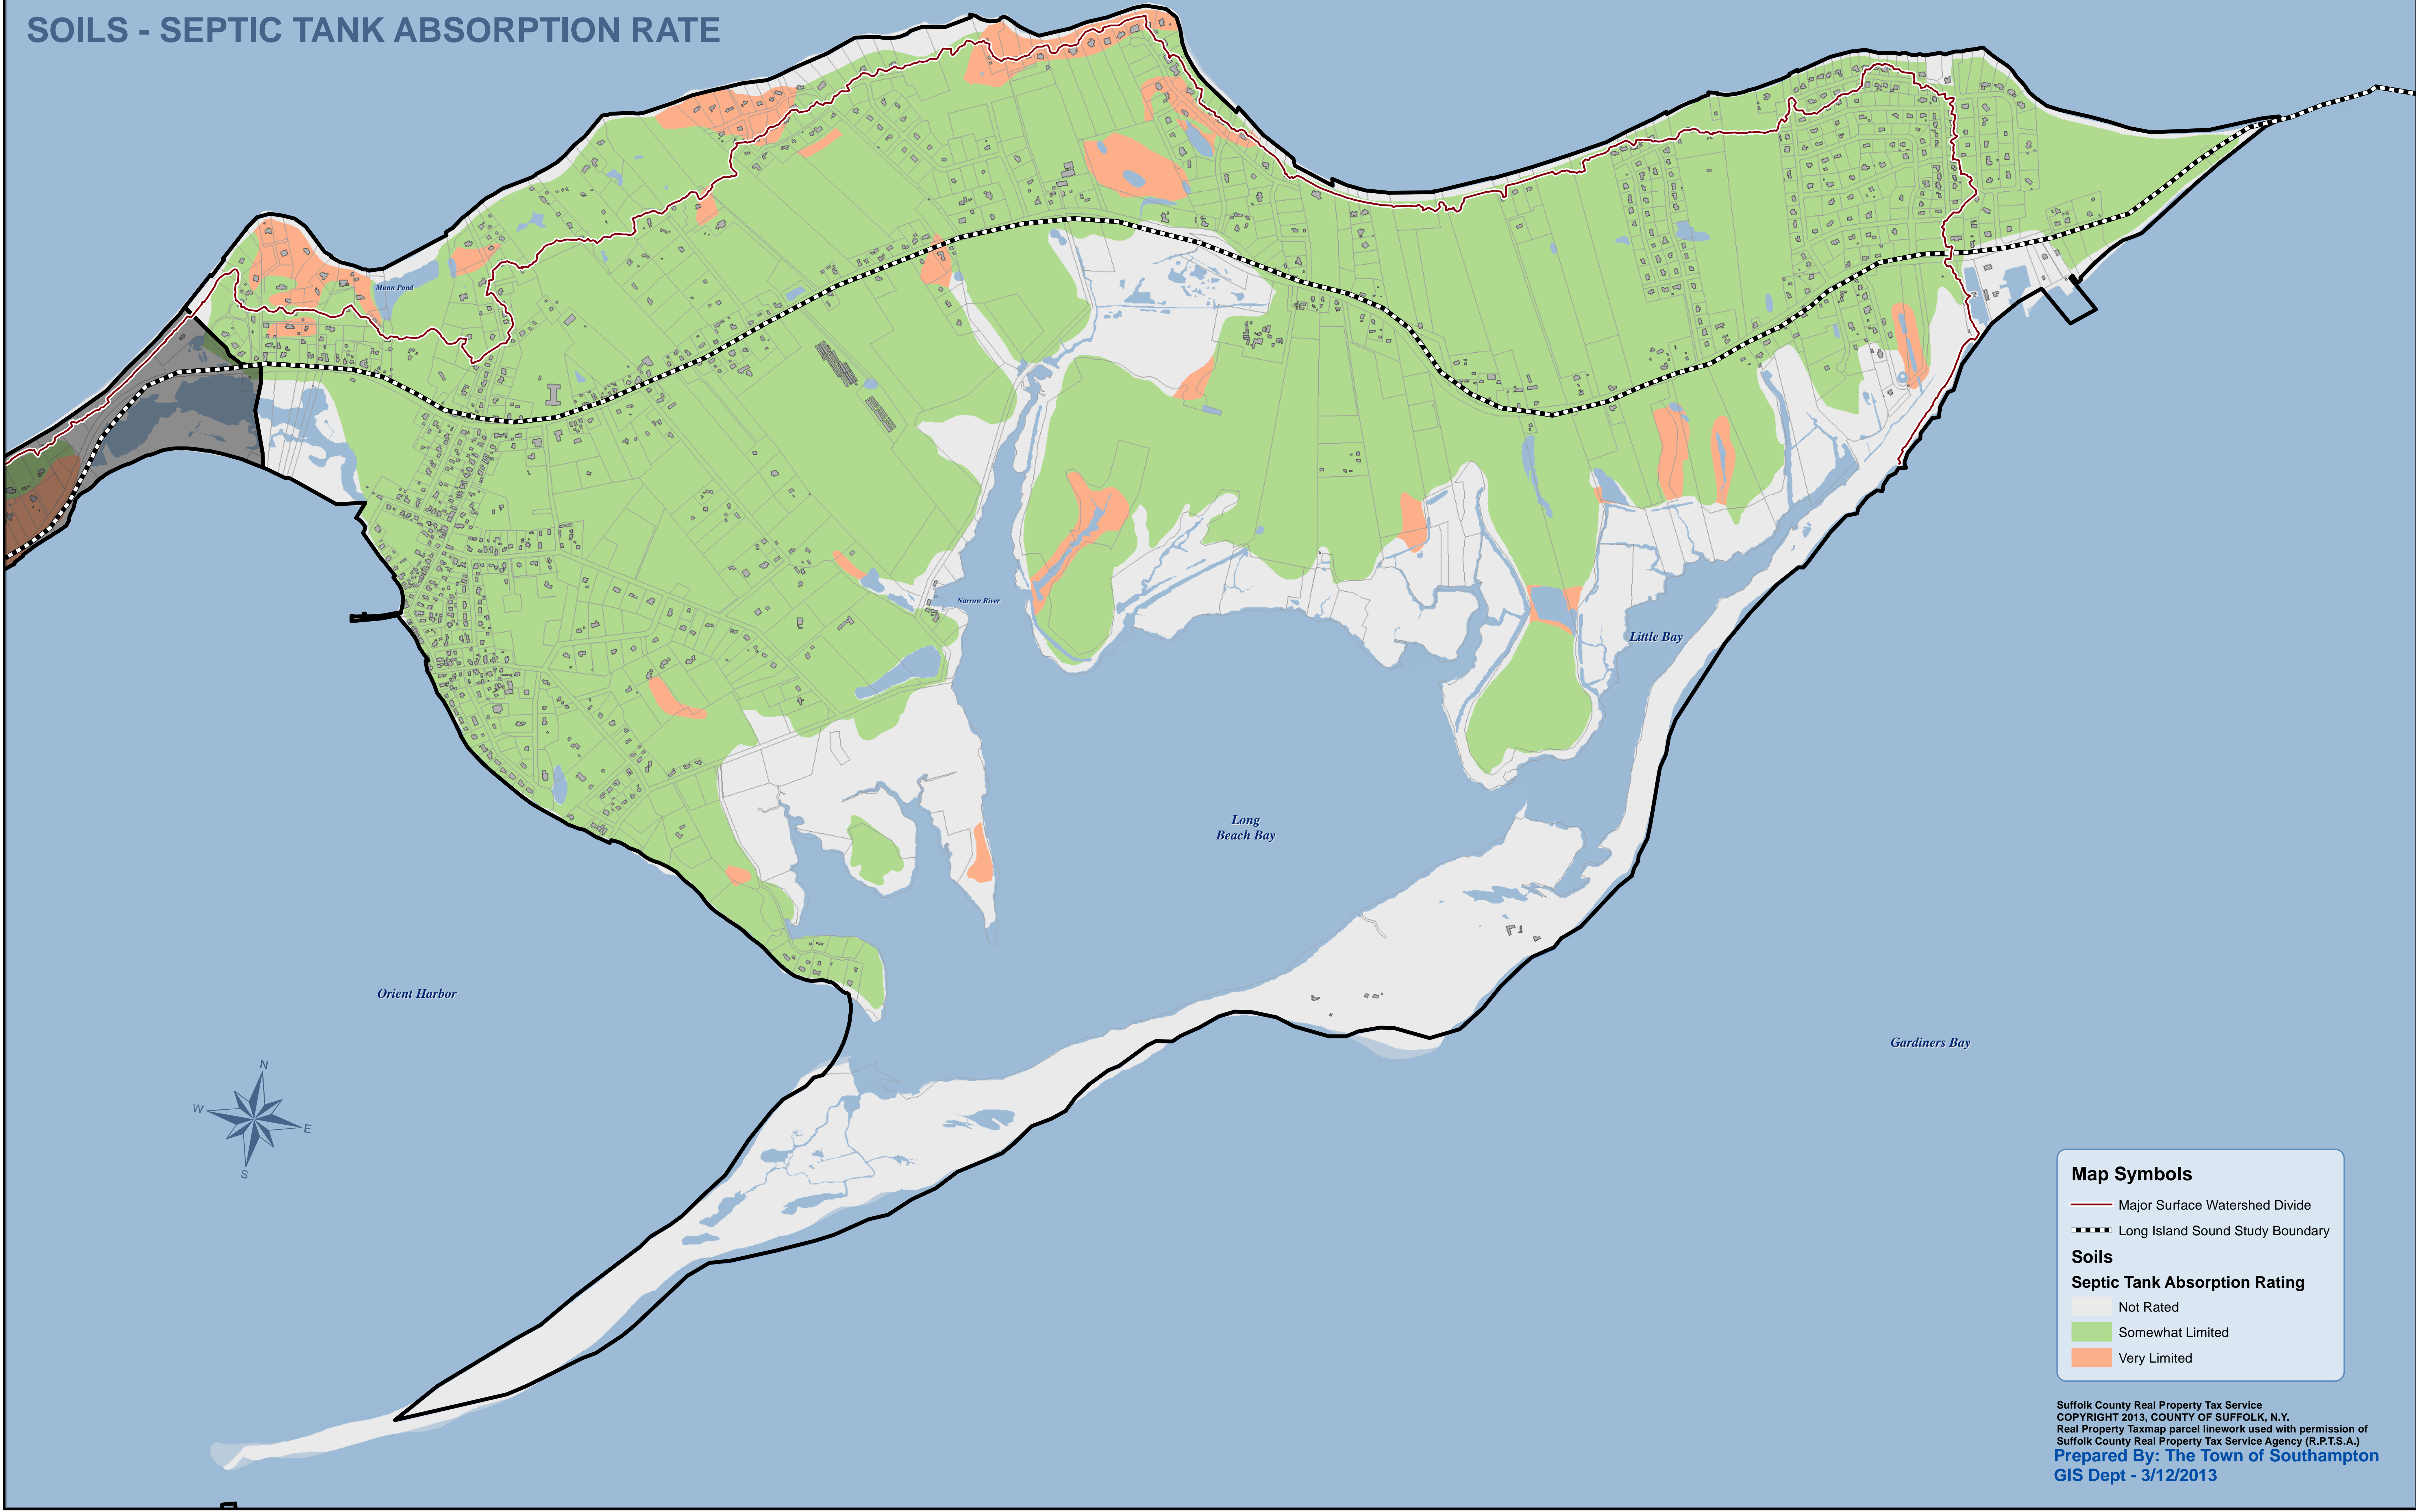 SOILS - SEPTIC TANK ABSORPTION RATE
Munn Pond
Narrow River
Little Bay
Long
Beach Bay
Orient Harbor
Gardiners Bay
N
W
E
S
Map Symbols
Major Surface Watershed Divide
Long Island Sound Study Boundary
Soils
Septic Tank Absorption Rating
Not Rated
Somewhat Limited
Very Limited
Suffolk County Real Property Tax Service
COPYRIGHT 2013, COUNTY OF SUFFOLK, N.Y.
Real Property Taxmap parcel linework used with permission of
Suffolk County Real Property Tax Service Agency (R.P.T.S.A.)
Prepared By: The Town of Southampton
GIS Dept - 3/12/2013